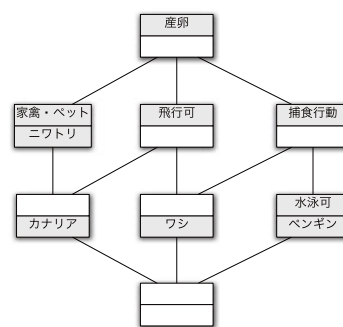 産卵
家禽・ペット
飛行可
捕食行動
ニワトリ
水泳可
カナリア
ワシ
ペンギン